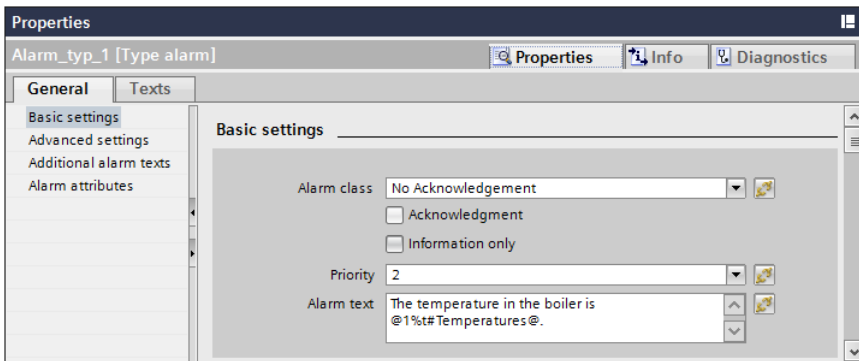 Properties
Alarm_typ_1 [Type alarm]
Properties
Info
Diagnostics
General
Texts
Basic settings
Advanced settings
Additional alarm texts
Alarm attributes
Basic settings
Alarm class
No Acknowledgement
Acknowledgment
Information only
Priority
2
Alarm text
The temperature in the boiler is
@1%t#Temperatures@.